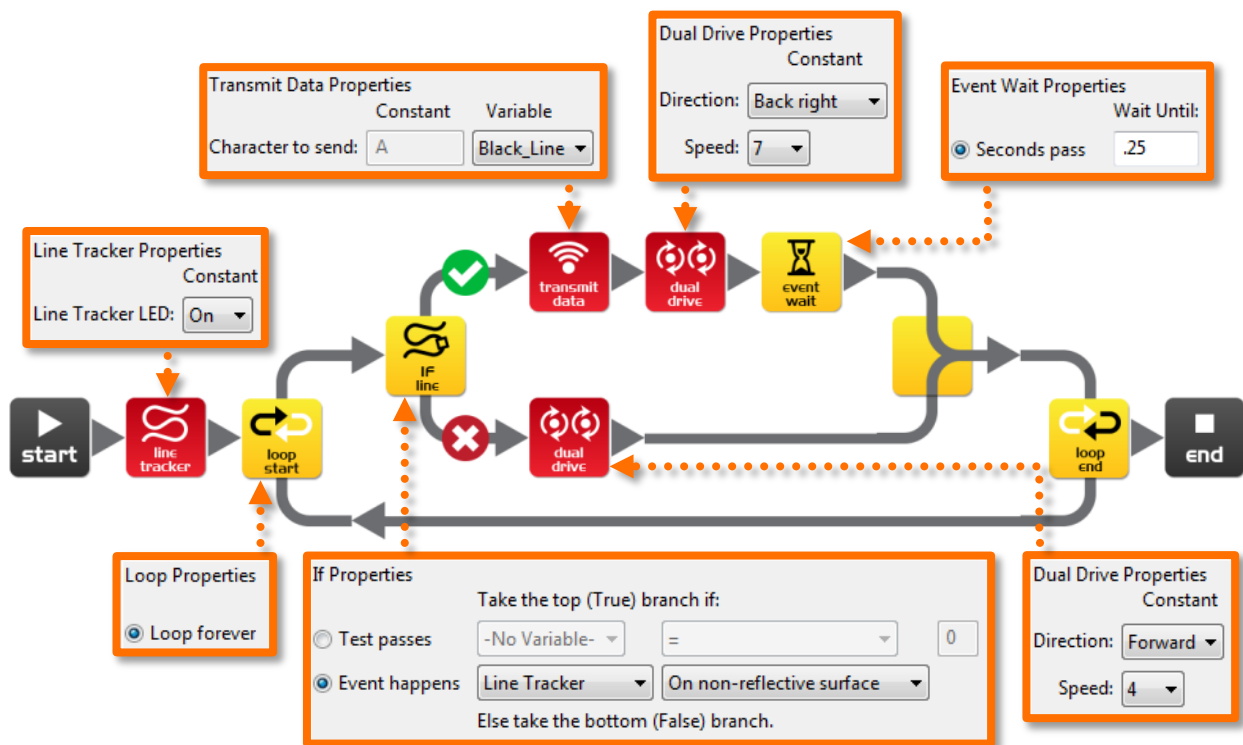 Transmit Data Properties
Constant Variable
Character to send: A Black_Line
Dual Drive Properties
Constant
Direction: Back right
Speed: 7
Event Wait Properties
Wait Until:
Seconds pass .25
Line Tracker Properties
Constant
Line Tracker LED: On
start
line
tracker
loop
start
IF
line
transmit
data
dual
drive
event
wait
dual
drive
loop
end
end
Loop Properties
Loop forever
If Properties
Take the top (True) branch if:
Test passes -No Variable- = 0
Event happens Line Tracker On non-reflective surface
Else take the bottom (False) branch.
Dual Drive Properties
Constant
Direction: Forward
Speed: 4